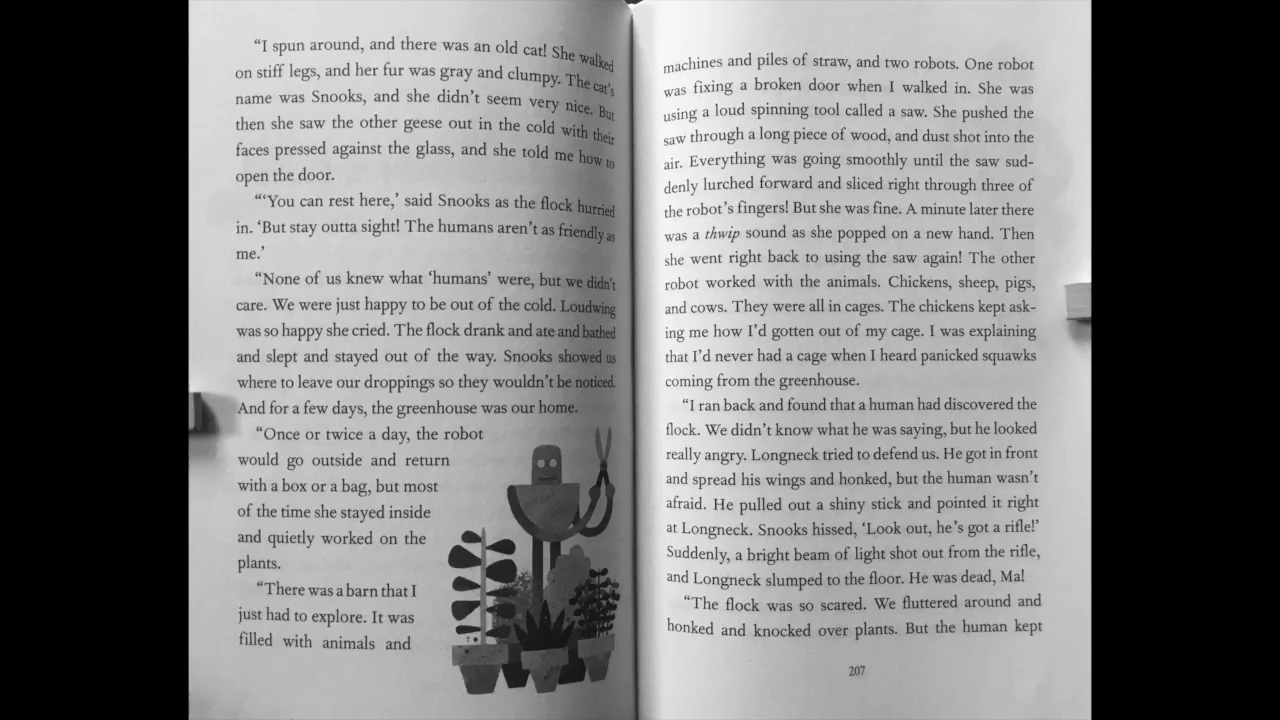 “I spun around, and there was an old cat! She walked
on stiff legs, and her fur was gray and clumpy. The cat’s
name was Snooks, and she didn’t seem very nice. But
then she saw the other geese out in the cold with their
faces pressed against the glass, and she told me how to
open the door.
“‘You can rest here,’ said Snooks as the flock hurried
in. ‘But stay outta sight! The humans aren’t as friendly as
me.’
“None of us knew what ‘humans’ were, but we didn’t
care. We were just happy to be out of the cold. Loudwing
was so happy she cried. The flock drank and ate and bathed
and slept and stayed out of the way. Snooks showed us
where to leave our droppings so they wouldn’t be noticed.
And for a few days, the greenhouse was our home.
“Once or twice a day, the robot
would go outside and return
with a box or a bag, but most
of the time she stayed inside
and quietly worked on the
plants.
“There was a barn that I
just had to explore. It was
filled with animals and
machines and piles of straw, and two robots. One robot
was fixing a broken door when I walked in. She was
using a loud spinning tool called a saw. She pushed the
saw through a long piece of wood, and dust shot into the
air. Everything was going smoothly until the saw sud-
denly lurched forward and sliced right through three of
the robot’s fingers! But she was fine. A minute later there
was a thwip sound as she popped on a new hand. Then
she went right back to using the saw again! The other
robot worked with the animals. Chickens, sheep, pigs,
and cows. They were all in cages. The chickens kept ask-
ing me how I’d gotten out of my cage. I was explaining
that I’d never had a cage when I heard panicked squawks
coming from the greenhouse.
“I ran back and found that a human had discovered the
flock. We didn’t know what he was saying, but he looked
really angry. Longneck tried to defend us. He got in front
and spread his wings and honked, but the human wasn’t
afraid. He pulled out a shiny stick and pointed it right
at Longneck. Snooks hissed, ‘Look out, he’s got a rifle!’
Suddenly, a bright beam of light shot out from the rifle,
and Longneck slumped to the floor. He was dead, Ma!
“The flock was so scared. We fluttered around and
honked and knocked over plants. But the human kept
207